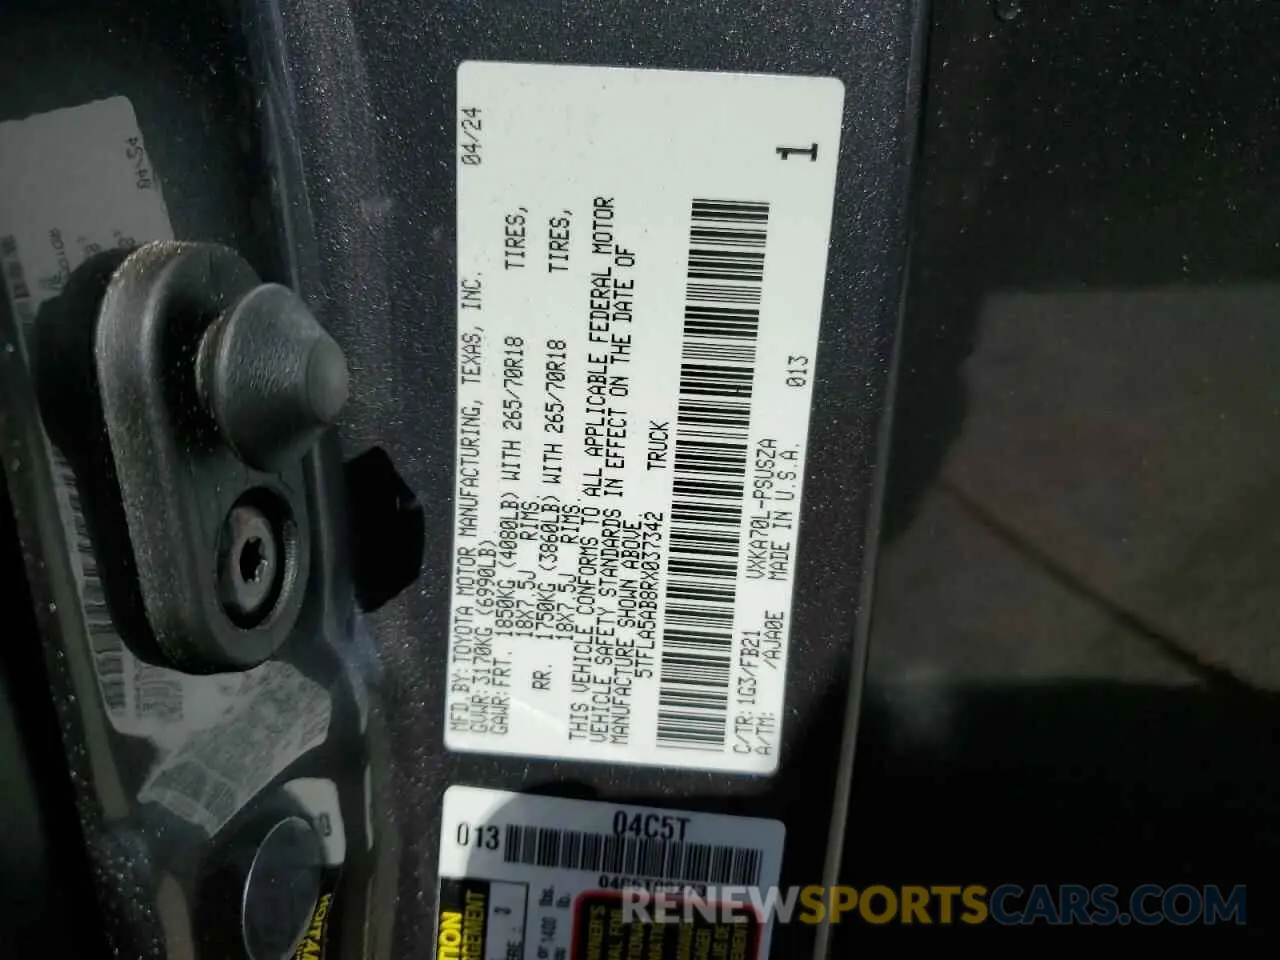 MFD BY: TOYOTA MOTOR MANUFACTURING, TEXAS, INC. 04/24
GVWR: 3170KG (6990LB)
GAWR: FRT. 1850KG (4080LB) WITH 265/70R18 TIRES,
18X7.5J RIMS.
RR. 1750KG (3860LB) WITH 265/70R18 TIRES,
18X7.5J RIMS.
THIS VEHICLE CONFORMS TO ALL APPLICABLE FEDERAL MOTOR
VEHICLE SAFETY STANDARDS IN EFFECT ON THE DATE OF
MANUFACTURE SHOWN ABOVE.
5TFLA5AB8RX037342 TRUCK
C/TR: 1G3/FB21 VXKA70L-PSUSZA
A/TM: /AJA0E MADE IN U.S.A. 013
1
013 04C5T
RENEWSPORTSCARS.COM